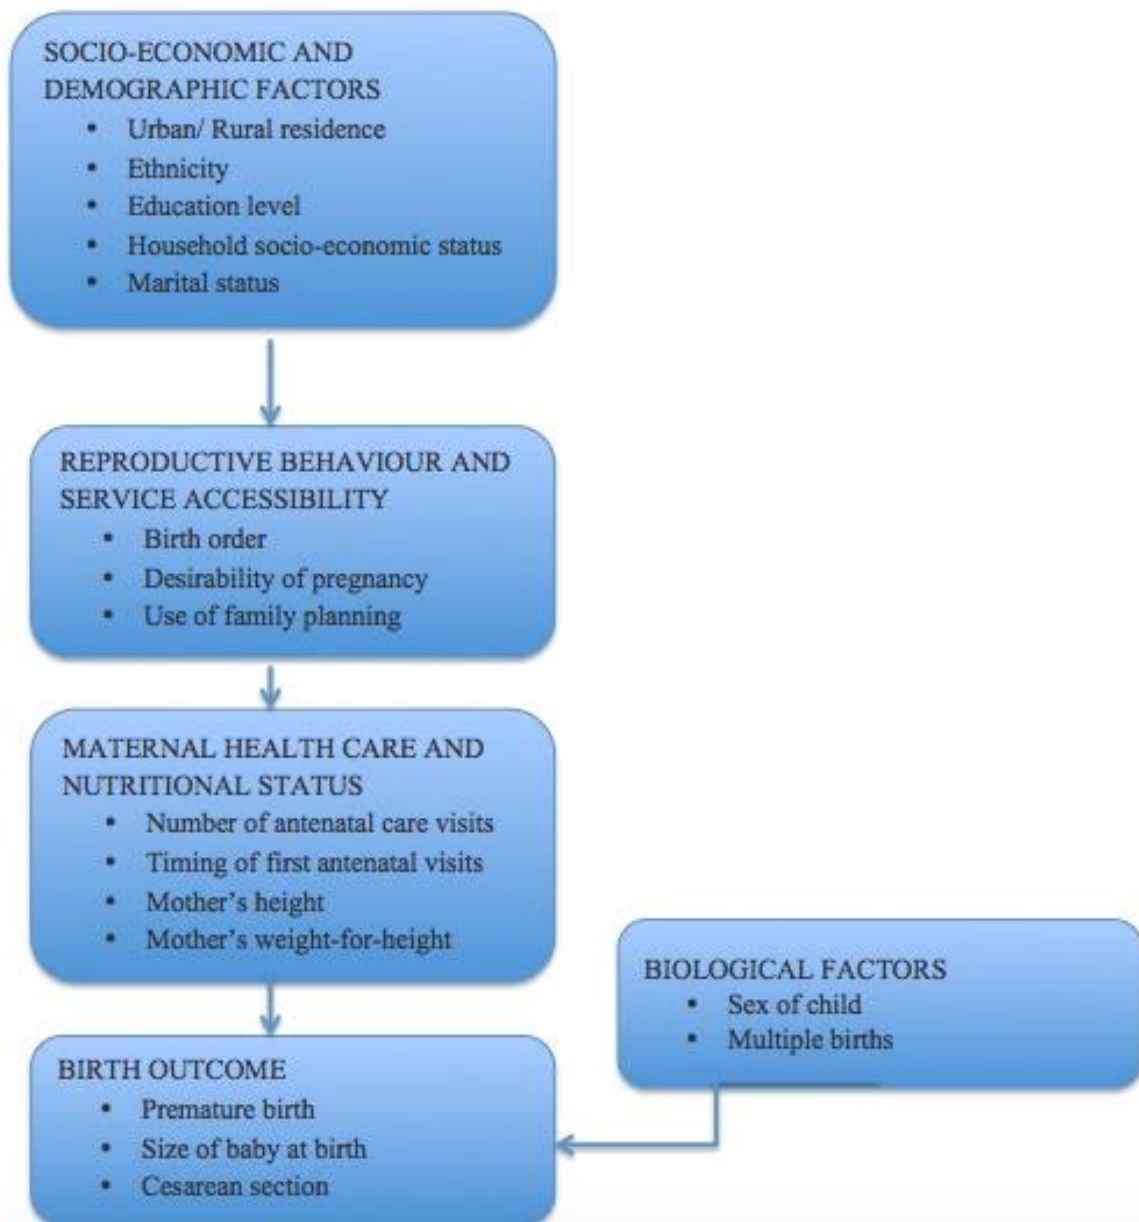 SOCIO-ECONOMIC AND
DEMOGRAPHIC FACTORS
• Urban/ Rural residence
• Ethnicity
• Education level
• Household socio-economic status
• Marital status
REPRODUCTIVE BEHAVIOUR AND
SERVICE ACCESSIBILITY
• Birth order
• Desirability of pregnancy
• Use of family planning
MATERNAL HEALTH CARE AND
NUTRITIONAL STATUS
• Number of antenatal care visits
• Timing of first antenatal visits
• Mother’s height
• Mother’s weight-for-height
BIOLOGICAL FACTORS
• Sex of child
• Multiple births
BIRTH OUTCOME
• Premature birth
• Size of baby at birth
• Cesarean section